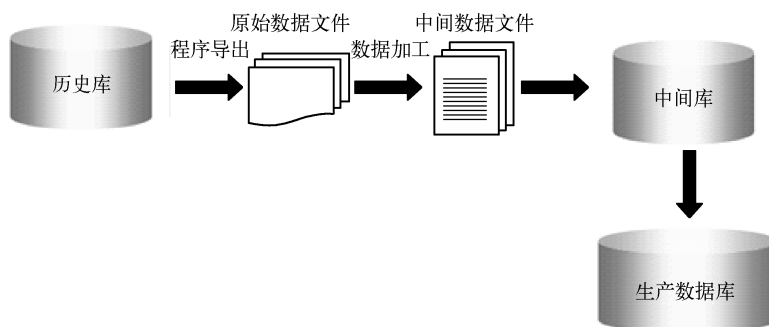 历史库
程序导出
原始数据文件
数据加工
中间数据文件
中间库
生产数据库